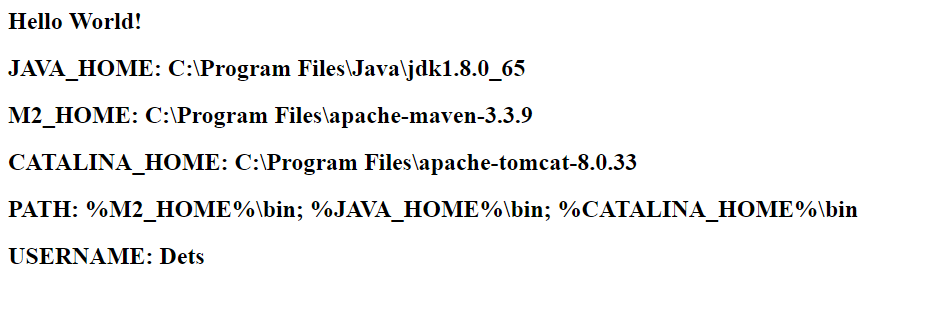 Hello World!
JAVA_HOME: C:\Program Files\Java\jdk1.8.0_65
M2_HOME: C:\Program Files\apache-maven-3.3.9
CATALINA_HOME: C:\Program Files\apache-tomcat-8.0.33
PATH: %M2_HOME%\bin; %JAVA_HOME%\bin; %CATALINA_HOME%\bin
USERNAME: Dets